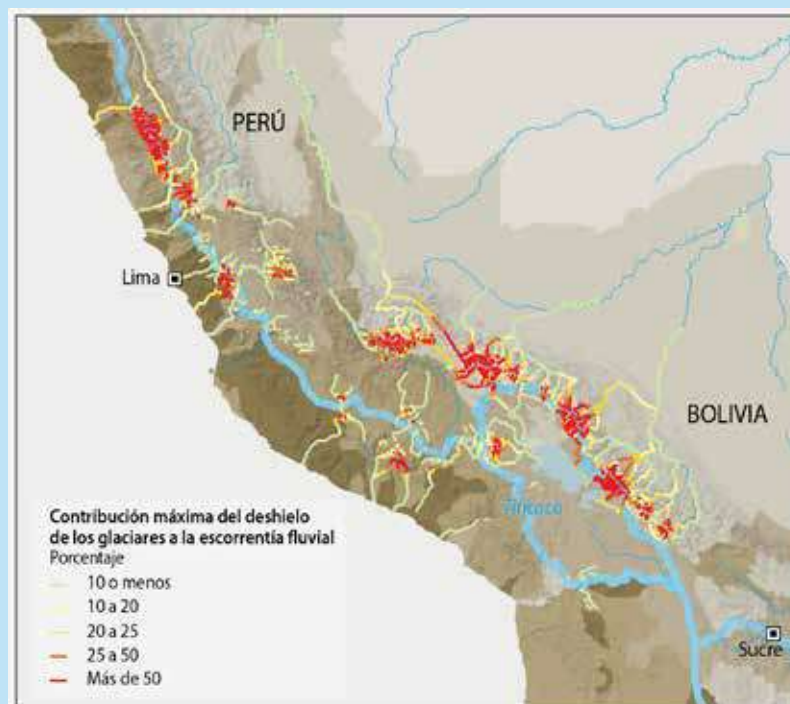 PERÚ
Lima
BOLIVIA
Titicaca
Sucre
Contribución máxima del deshielo
de los glaciares a la escorrentía fluvial
Porcentaje
10 o menos
10 a 20
20 a 25
25 a 50
Más de 50